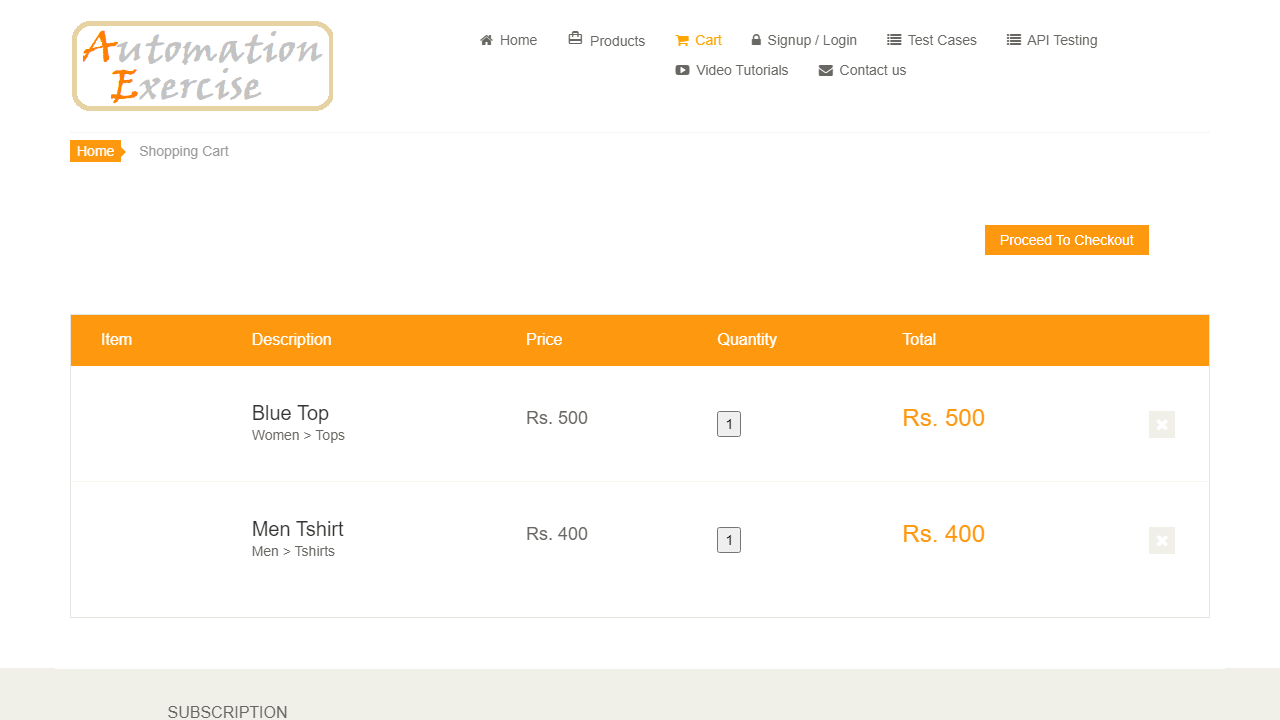 Automation
Exercise
Home Products Cart Signup / Login Test Cases API Testing
Video Tutorials Contact us
Home Shopping Cart
Proceed To Checkout
Item Description Price Quantity Total
Blue Top Rs. 500 1 Rs. 500
Women > Tops
Men Tshirt Rs. 400 1 Rs. 400
Men > Tshirts
SUBSCRIPTION